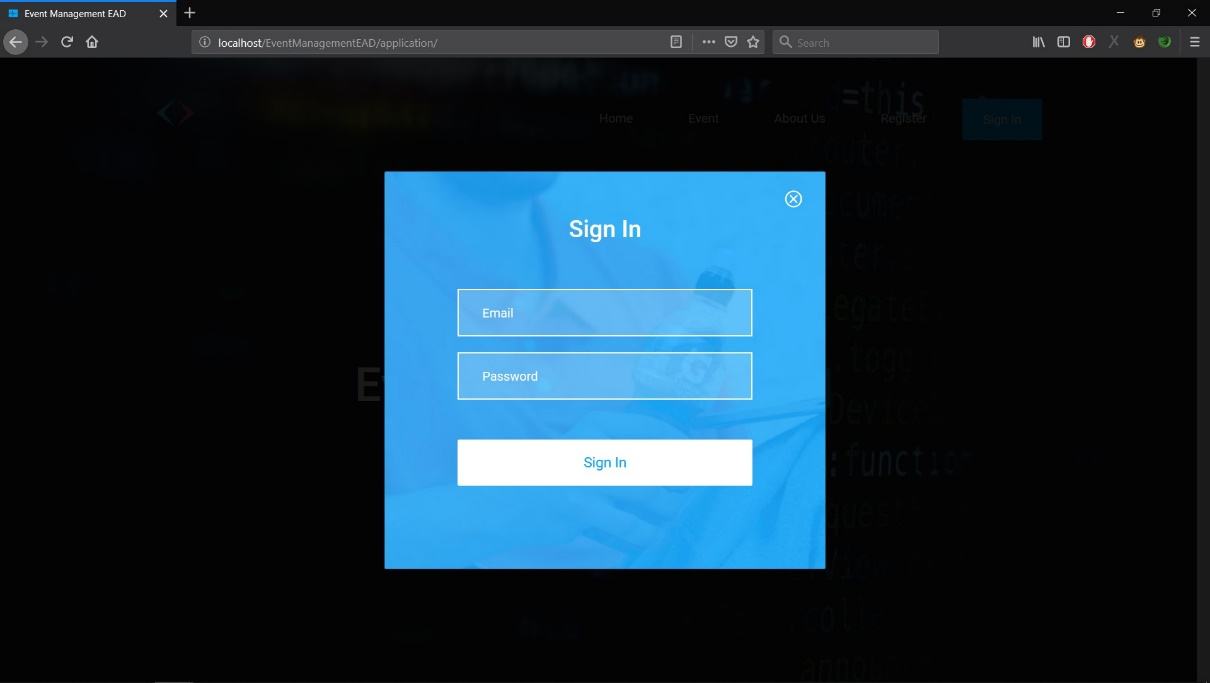 Event Management EAD
localhost/EventManagementEAD/application/
Search
=this
Home Event About Us Register Sign In
Sign In
Email
Password
Sign In